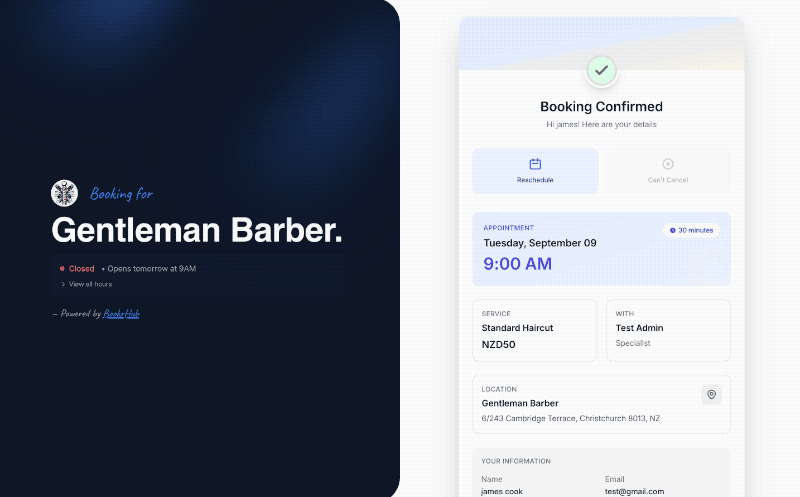 Booking for
Gentleman Barber.
Closed • Opens tomorrow at 9AM
View all hours
— Powered by BookrHub
Booking Confirmed
Hi james! Here are your details
Reschedule
Can't Cancel
APPOINTMENT
30 minutes
Tuesday, September 09
9:00 AM
SERVICE
Standard Haircut
NZD50
WITH
Test Admin
Specialist
LOCATION
Gentleman Barber
6/243 Cambridge Terrace, Christchurch 8013, NZ
YOUR INFORMATION
Name
james cook
Email
test@gmail.com